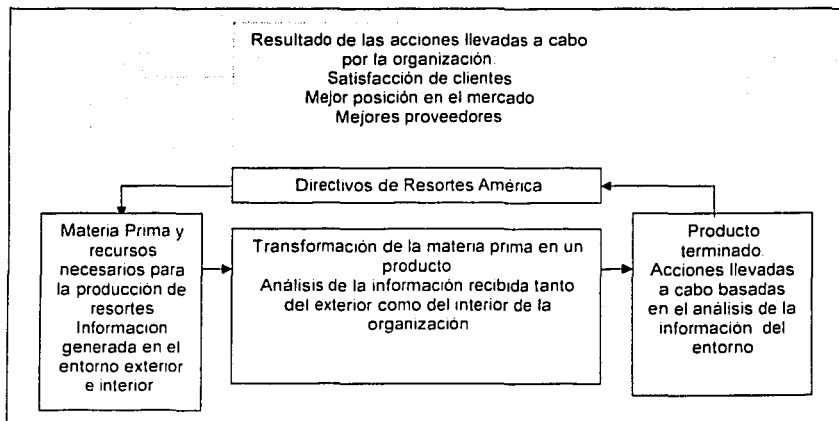 Resultado de las acciones llevadas a cabo
por la organización:
Satisfacción de clientes
Mejor posición en el mercado
Mejores proveedores
Directivos de Resortes América
Materia Prima y
recursos
necesarios para
la producción de
resortes
Información
generada en el
entorno exterior
e interior
Transformación de la materia prima en un
producto
Análisis de la información recibida tanto
del exterior como del interior de la
organización
Producto
terminado.
Acciones llevadas
a cabo basadas
en el análisis de la
información del
entorno